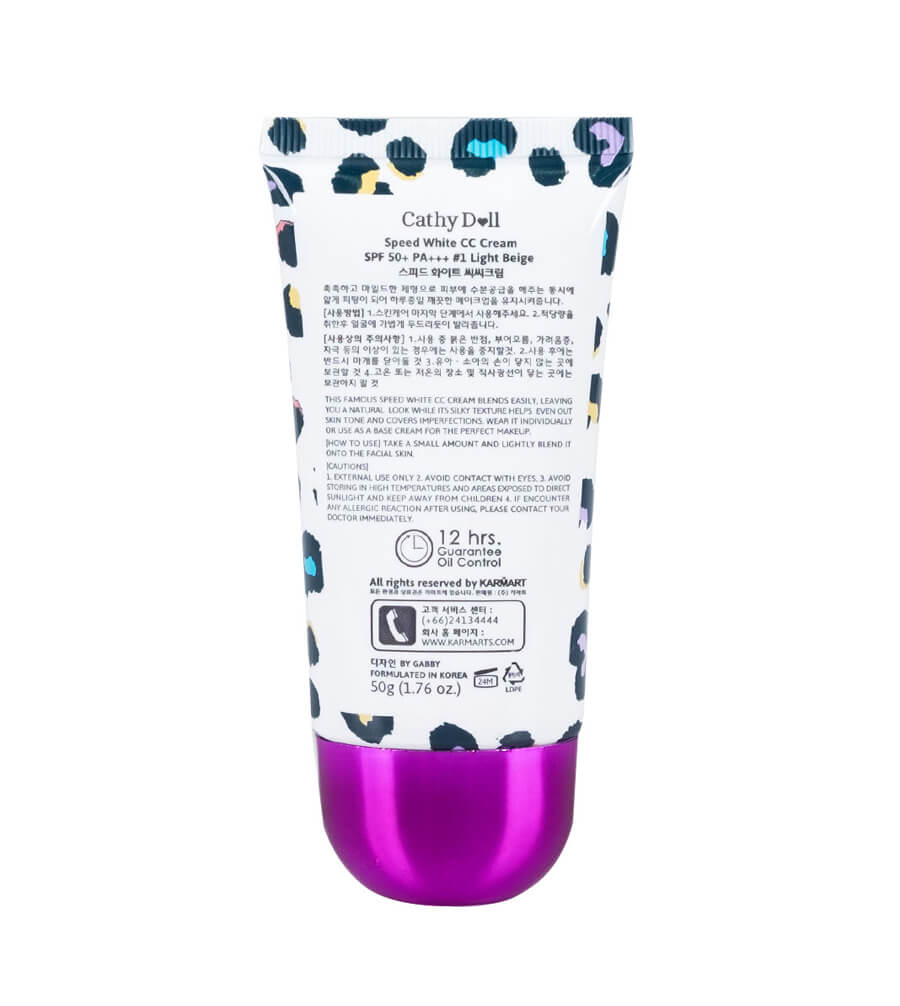 Cathy Doll
Speed White CC Cream
SPF 50+ PA+++ #1 Light Beige
스피드 화이트 씨씨크림
촉촉하고 마일드한 제형으로 피부에 수분공급을 해주는 동시에
얇게 피팅이 되어 하루종일 깨끗한 메이크업을 유지시켜줍니다.
[사용방법] 1.스킨케어 마지막 단계에서 사용해주세요. 2.적당량을
취한후 얼굴에 가볍게 두드리듯이 발라줍니다.
[사용상의 주의사항] 1.사용 중 붉은 반점, 부어오름, 가려움증,
자극 등의 이상이 있는 경우에는 사용을 중지할것. 2.사용 후에는
반드시 마개를 닫아둘 것 3.유아·소아의 손이 닿지 않는 곳에
보관할 것 4.고온 또는 저온의 장소 및 직사광선이 닿는 곳에는
보관하지 말 것
THIS FAMOUS SPEED WHITE CC CREAM BLENDS EASILY, LEAVING
YOU A NATURAL LOOK WHILE ITS SILKY TEXTURE HELPS EVEN OUT
SKIN TONE AND COVERS IMPERFECTIONS. WEAR IT INDIVIDUALLY
OR USE AS A BASE CREAM FOR THE PERFECT MAKEUP.
[HOW TO USE] TAKE A SMALL AMOUNT AND LIGHTLY BLEND IT
ONTO THE FACIAL SKIN.
[CAUTIONS]
1. EXTERNAL USE ONLY 2. AVOID CONTACT WITH EYES. 3. AVOID
STORING IN HIGH TEMPERATURES AND AREAS EXPOSED TO DIRECT
SUNLIGHT AND KEEP AWAY FROM CHILDREN 4. IF ENCOUNTER
ANY ALLERGIC REACTION AFTER USING, PLEASE CONTACT YOUR
DOCTOR IMMEDIATELY.
12 hrs.
Guarantee
Oil Control
All rights reserved by KARMART
고객 서비스 센터 :
(+66)24134444
회사 홈 페이지 :
WWW.KARMARTS.COM
디자인 BY GABBY
FORMULATED IN KOREA
50g (1.76 oz.)
24M
LDPE